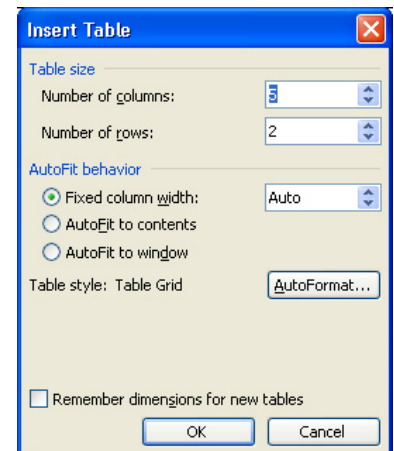 Insert Table
Table size
Number of columns: 5
Number of rows: 2
AutoFit behavior
Fixed column width: Auto
AutoFit to contents
AutoFit to window
Table style: Table Grid AutoFormat...
Remember dimensions for new tables
OK Cancel